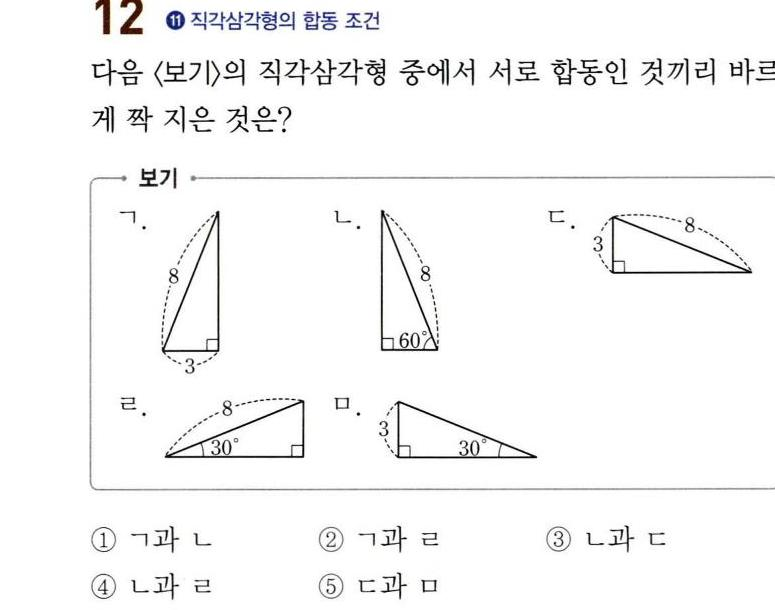 12 ⑪ 직각삼각형의 합동 조건
다음 〈보기〉의 직각삼각형 중에서 서로 합동인 것끼리 바르
게 짝 지은 것은?
보기
ㄱ. 8 3
ㄴ. 8 60°
ㄷ. 3 8
ㄹ. 8 30°
ㅁ. 3 30°
① ㄱ과 ㄴ ② ㄱ과 ㄹ ③ ㄴ과 ㄷ
④ ㄴ과 ㄹ ⑤ ㄷ과 ㅁ